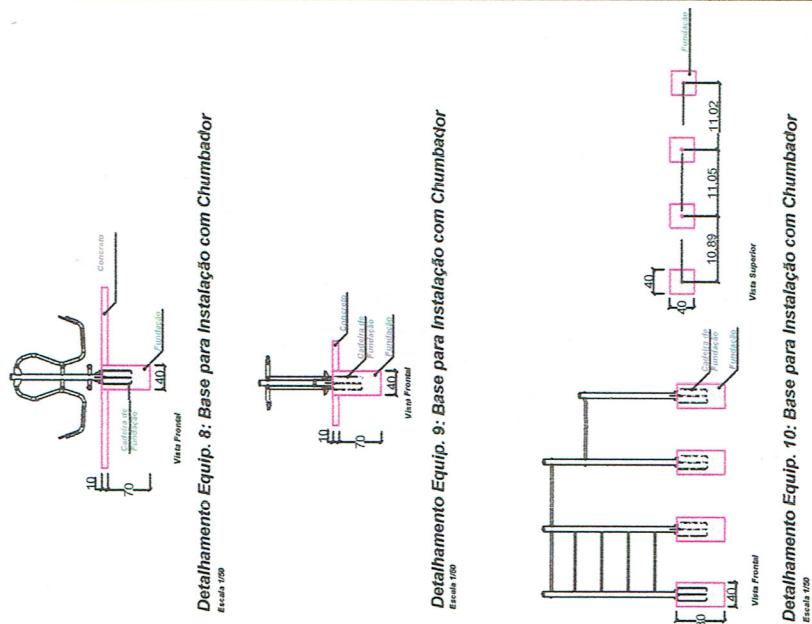 Concreto
Cadeira de
Fundação
Fundação
10
70
40
Vista Frontal
Detalhamento Equip. 8: Base para Instalação com Chumbador
Escala 1/50
Concreto
Cadeira de
Fundação
Fundação
10
70
40
Vista Frontal
Detalhamento Equip. 9: Base para Instalação com Chumbador
Escala 1/50
Cadeira de
Fundação
Fundação
40
Vista Frontal
Fundação
40
40
10.89
11.05
11.02
Vista Superior
Detalhamento Equip. 10: Base para Instalação com Chumbador
Escala 1/50